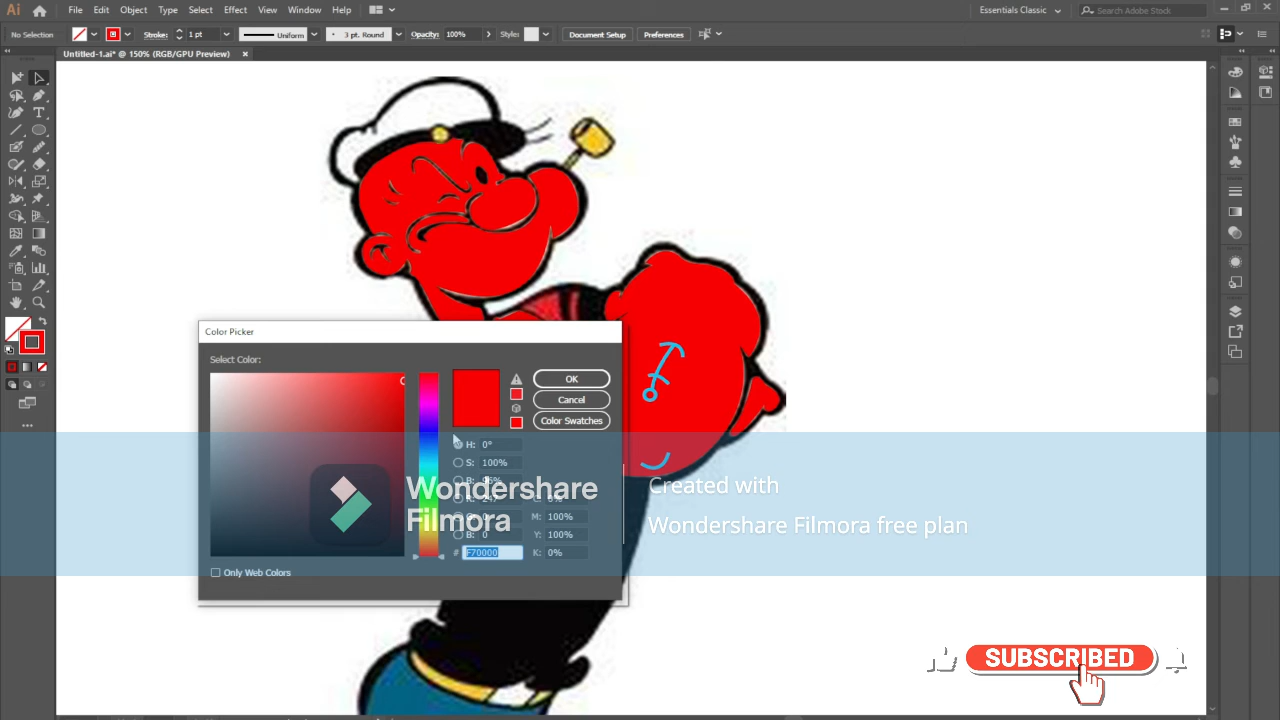 Ai File Edit Object Type Select Effect View Window Help Essentials Classic Search Adobe Stock
No Selection Stroke: 1 pt Uniform 3 pt. Round Opacity: 100% Style: Document Setup Preferences
Untitled-1.ai* @ 150% (RGB/GPU Preview)
Color Picker
Select Color:
OK
Cancel
Color Swatches
H: 0°
S: 100%
B: 96%
M: 100%
B: 0 Y: 100%
# F70000 K: 0%
Only Web Colors
Wondershare
Filmora
Created with
Wondershare Filmora free plan
SUBSCRIBED